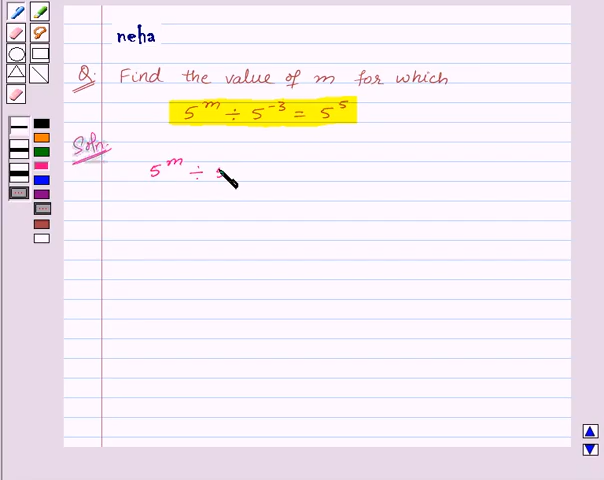 neha
Q. Find the value of m for which
5^m ÷ 5^-3 = 5^5
Soln.
5^m ÷